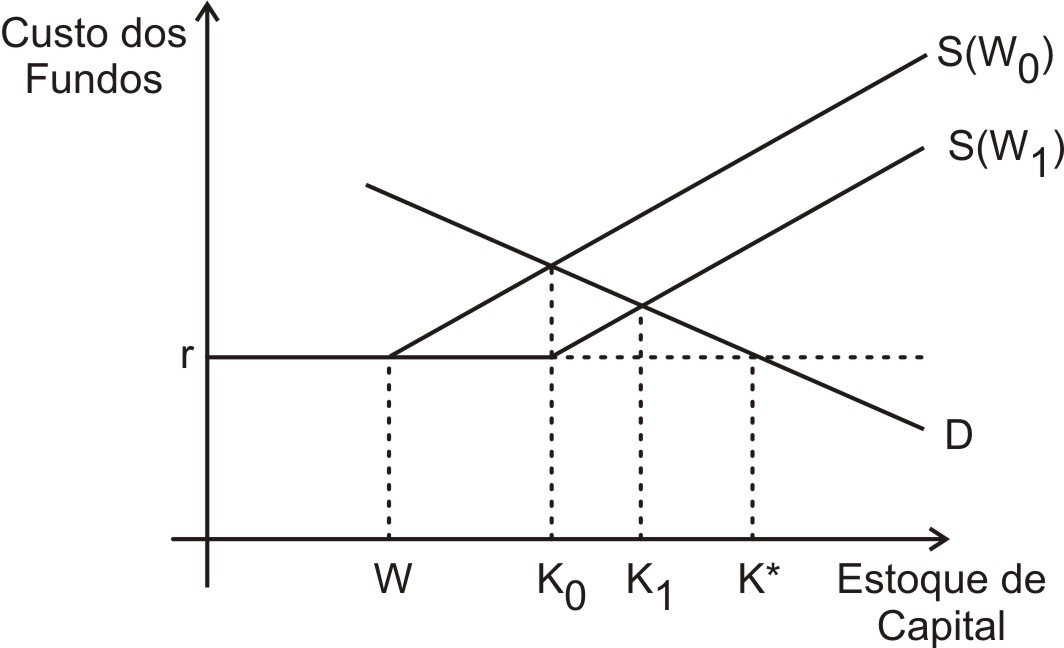 Custo dos
Fundos
S(W0)
S(W1)
r
D
W
K0
K1
K*
Estoque de
Capital